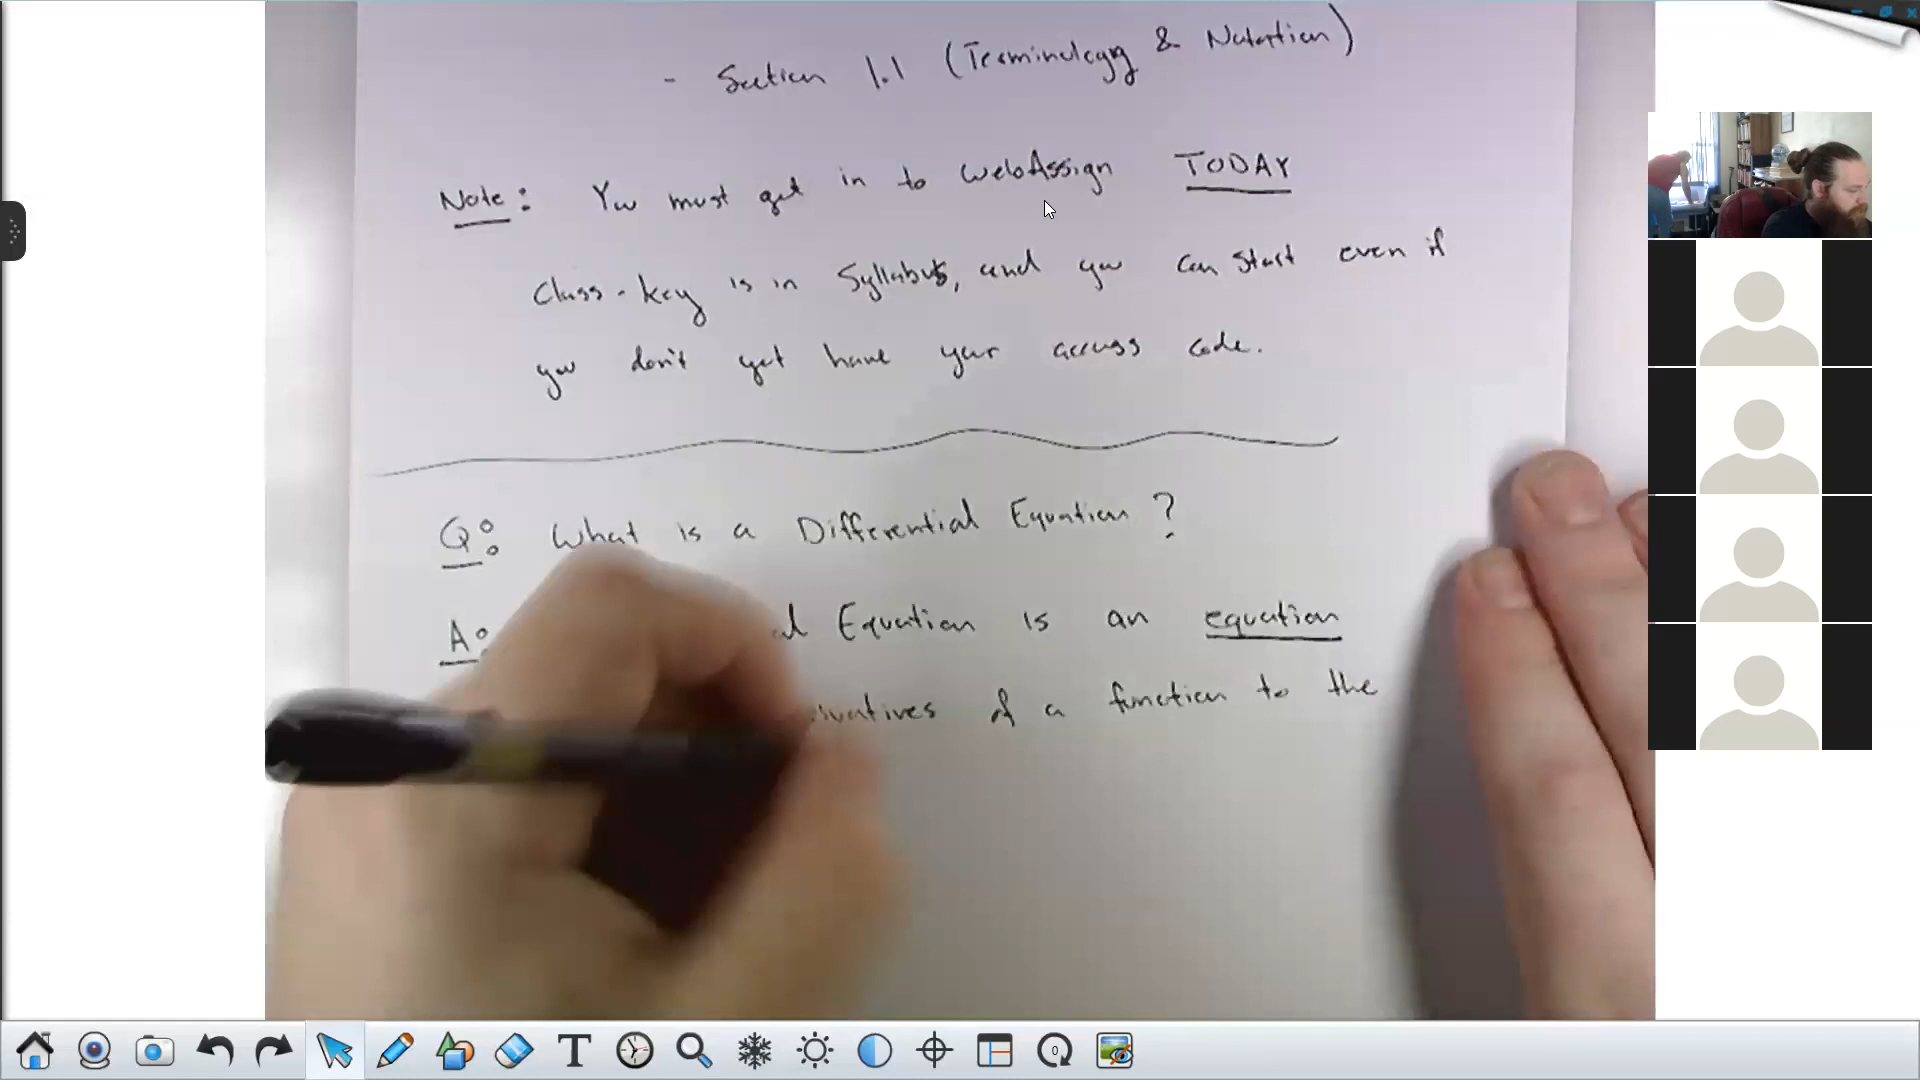 - Section 1.1 (Terminology & Notation)
Note: You must get in to WebAssign TODAY
Class-key is in Syllabus, and you can start even if
you don't yet have your access code.
Q: What is a Differential Equation?
A: Equation is an equation
of a function to the
T
0